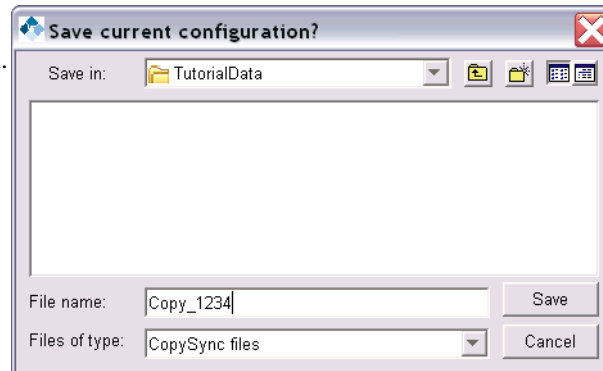 Save current configuration?
Save in: TutorialData
File name: Copy_1234
Save
Files of type: CopySync files
Cancel